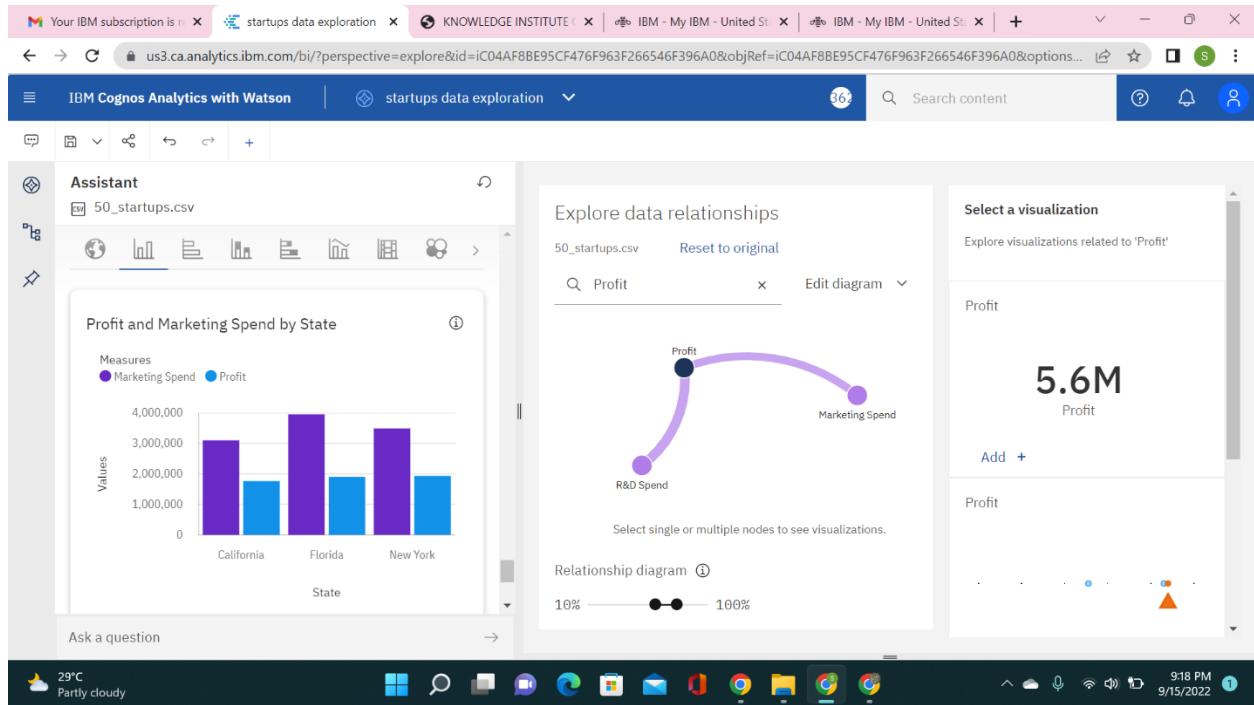 Your IBM subscription is r
startups data exploration
KNOWLEDGE INSTITUTE
IBM - My IBM - United St
IBM - My IBM - United St
us3.ca.analytics.ibm.com/bi/?perspective=explore&id=iC04AF8BE95CF476F963F266546F396A0&objRef=iC04AF8BE95CF476F963F266546F396A0&options...
S
IBM Cognos Analytics with Watson
startups data exploration
362
Search content
Assistant
CSV 50_startups.csv
Profit and Marketing Spend by State
Measures
Marketing Spend Profit
4,000,000
3,000,000
2,000,000
1,000,000
0
Values
California Florida New York
State
Ask a question
Explore data relationships
50_startups.csv Reset to original
Profit Edit diagram
Profit
Marketing Spend
R&D Spend
Select single or multiple nodes to see visualizations.
Relationship diagram
10% 100%
Select a visualization
Explore visualizations related to 'Profit'
Profit
5.6M
Profit
Add +
Profit
29°C
Partly cloudy
9:18 PM
9/15/2022
1